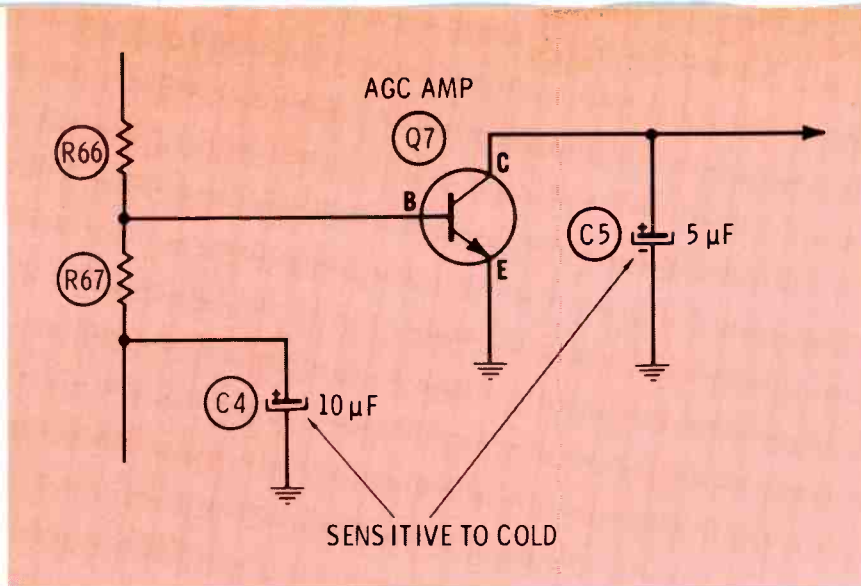 AGC AMP
Q7
R66
C
B
C5
+
-
5 µF
E
R67
C4
+
10 µF
SENSITIVE TO COLD